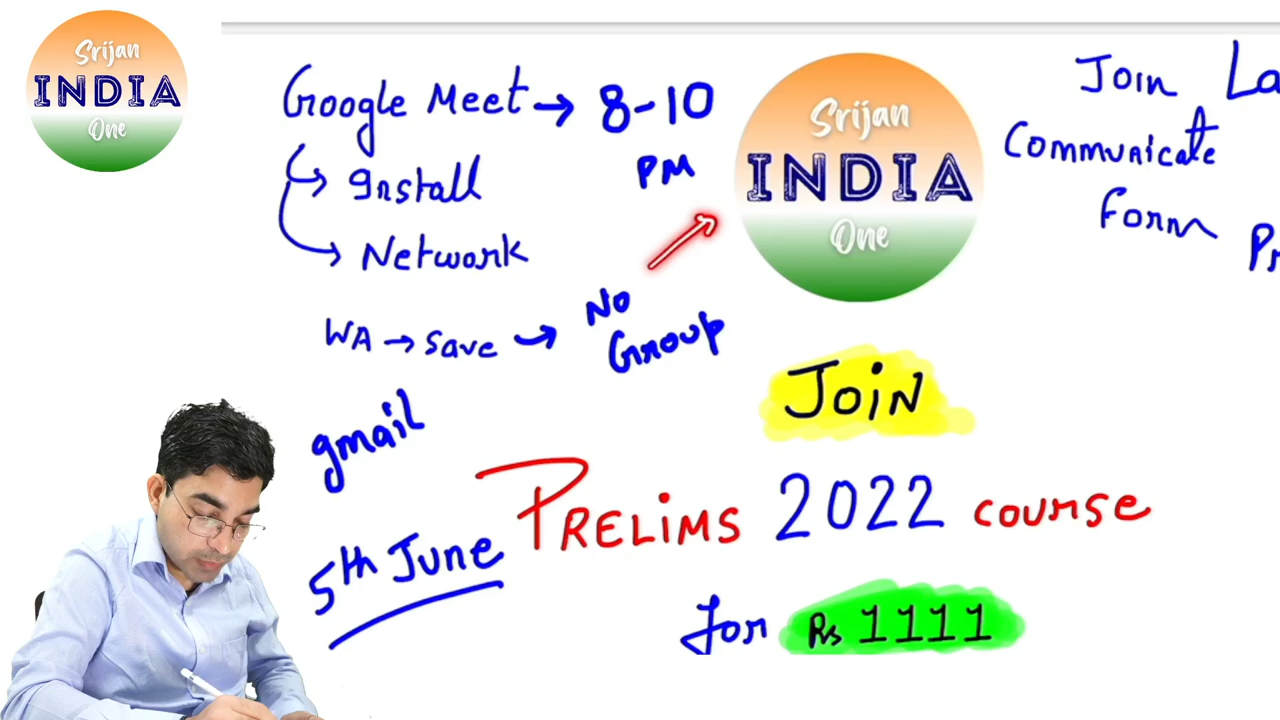 Srijan
INDIA
One
Google Meet → 8-10
PM
→ Install
→ Network
WA → save → No
Group
gmail
5th June
Srijan
INDIA
One
Join
Communicate
Form
JOIN
PRELIMS 2022 course
for Rs 1111